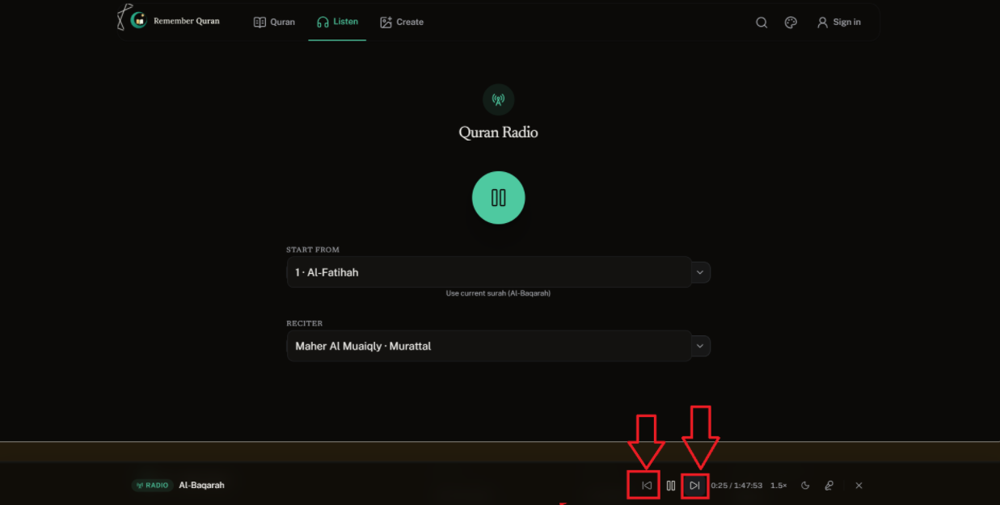 Remember Quran
Quran
Listen
Create
Sign in
Quran Radio
START FROM
1 · Al-Fatihah
Use current surah (Al-Baqarah)
RECITER
Maher Al Muaiqly · Murattal
RADIO
Al-Baqarah
0:25 / 1:47:53
1.5×